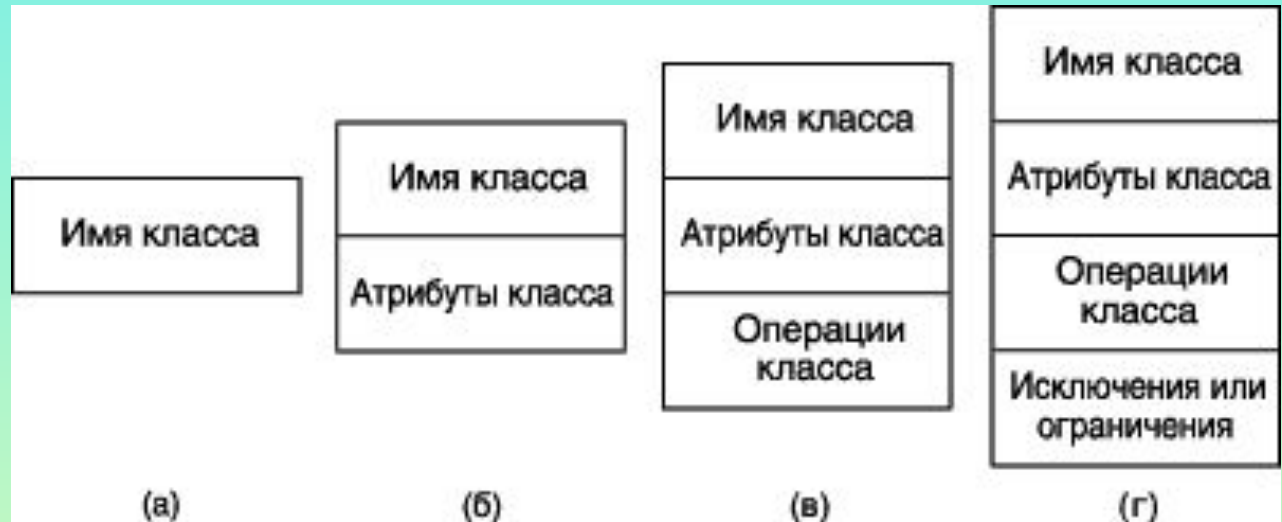 Имя класса
(а)
Имя класса
Атрибуты класса
(б)
Имя класса
Атрибуты класса
Операции
класса
(в)
Имя класса
Атрибуты класса
Операции
класса
Исключения или
ограничения
(г)